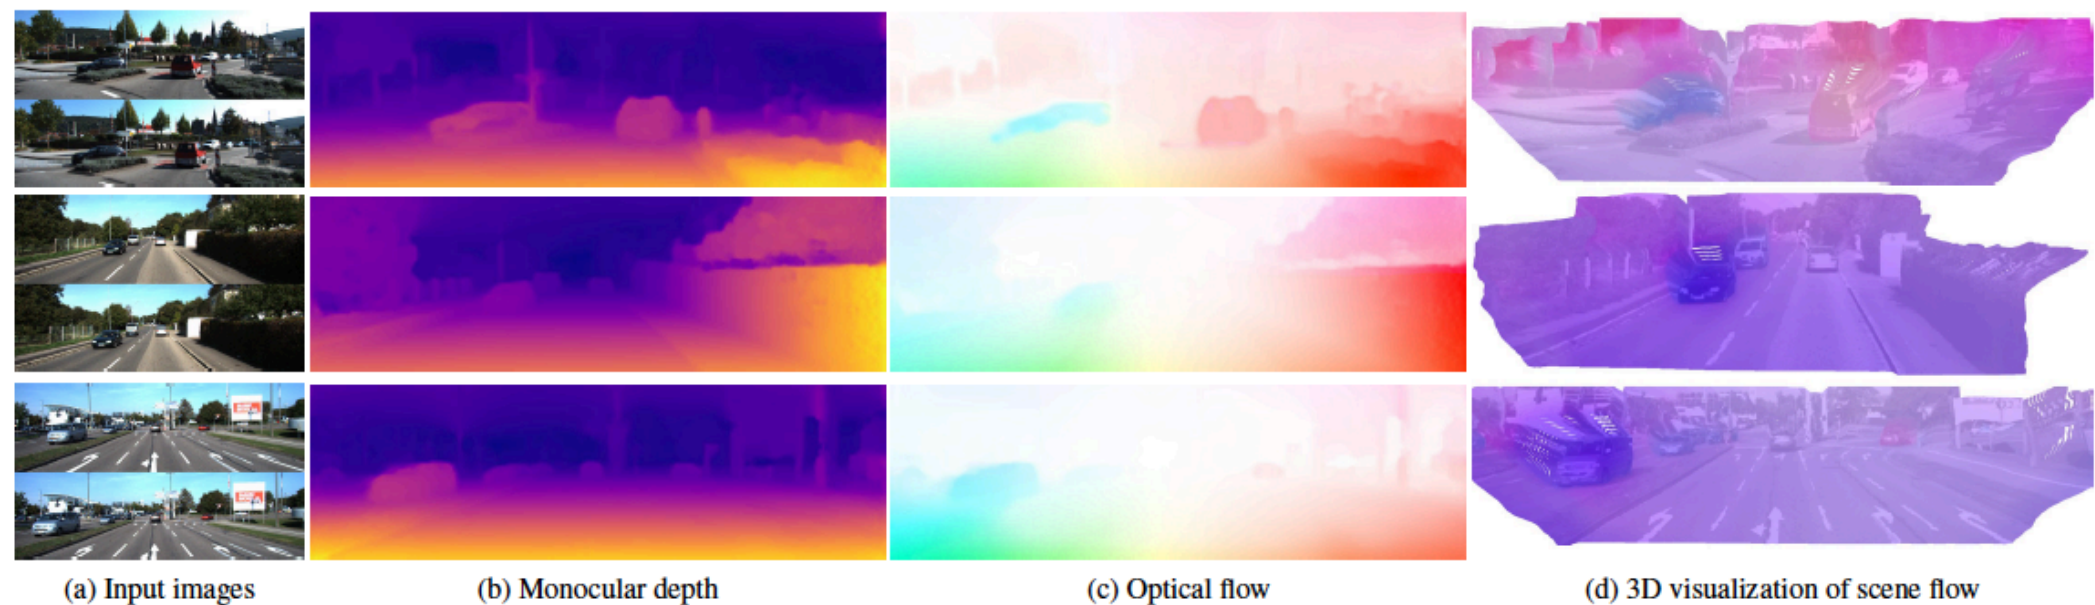 (a) Input images
(b) Monocular depth
(c) Optical flow
(d) 3D visualization of scene flow